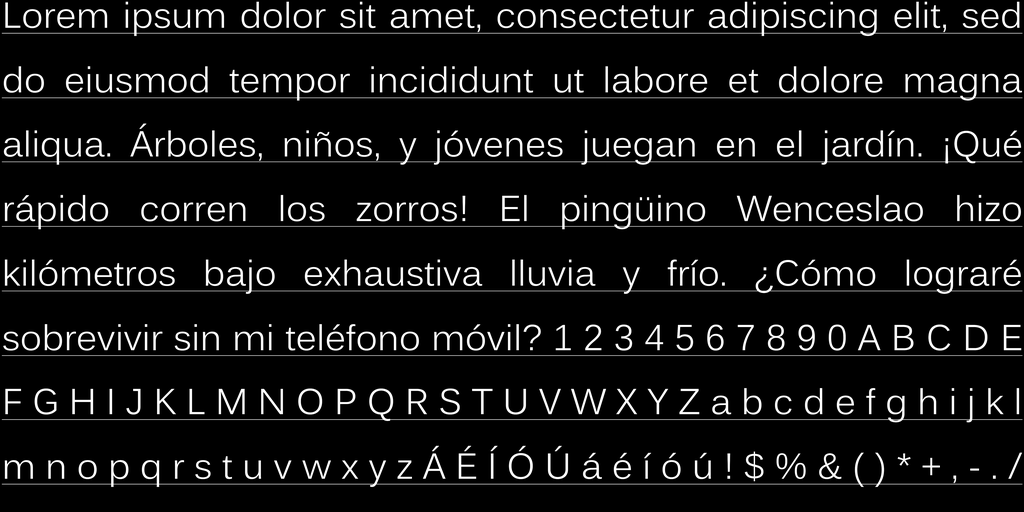 Lorem ipsum dolor sit amet, consectetur adipiscing elit, sed
do eiusmod tempor incididunt ut labore et dolore magna
aliqua. Árboles, niños, y jóvenes juegan en el jardín. ¡Qué
rápido corren los zorros! El pingüino Wenceslao hizo
kilómetros bajo exhaustiva lluvia y frío. ¿Cómo lograré
sobrevivir sin mi teléfono móvil? 1 2 3 4 5 6 7 8 9 0 A B C D E
F G H I J K L M N O P Q R S T U V W X Y Z a b c d e f g h i j k l
m n o p q r s t u v w x y z Á É Í Ó Ú á é í ó ú ! $ % & ( ) * + , - . /